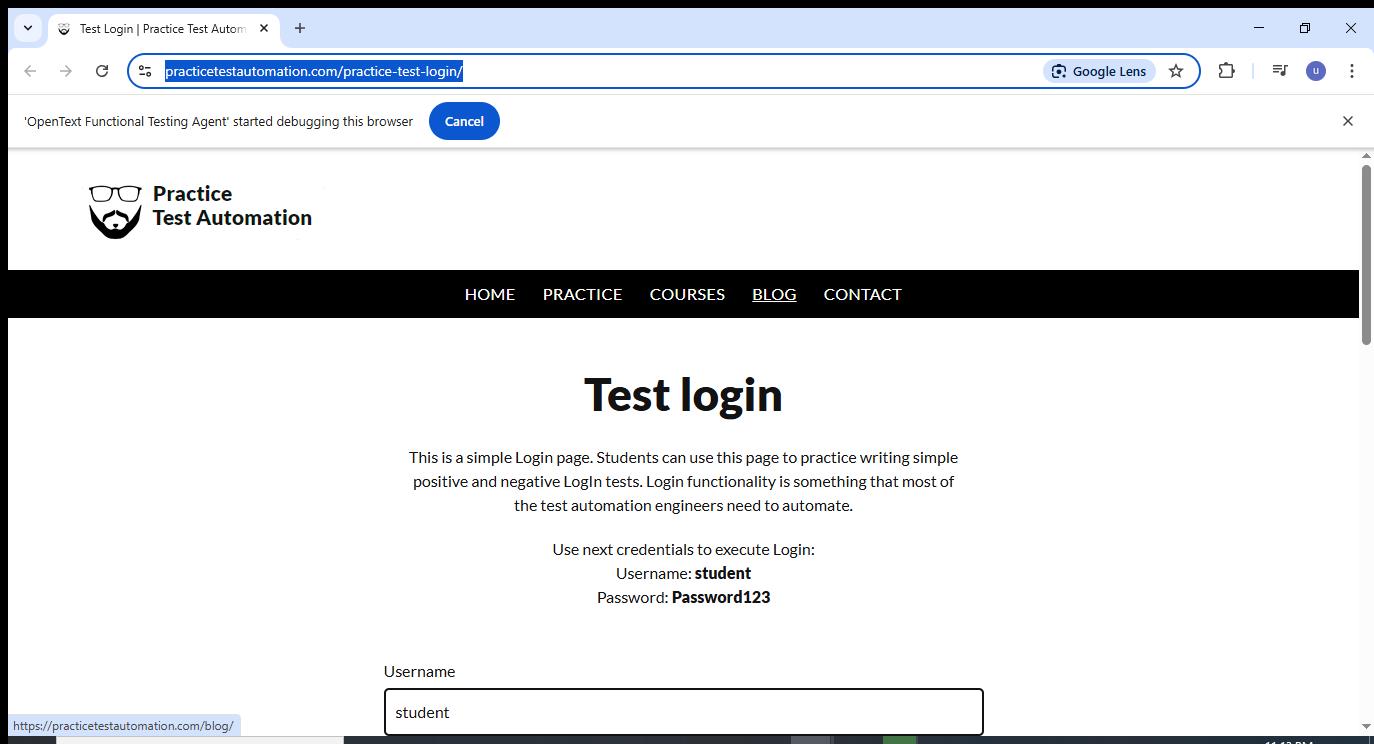 Test Login | Practice Test Autom
practicetestautomation.com/practice-test-login/
Google Lens
u
'OpenText Functional Testing Agent' started debugging this browser
Cancel
Practice
Test Automation
HOME PRACTICE COURSES BLOG CONTACT
Test login
This is a simple Login page. Students can use this page to practice writing simple
positive and negative LogIn tests. Login functionality is something that most of
the test automation engineers need to automate.
Use next credentials to execute Login:
Username: student
Password: Password123
Username
student
https://practicetestautomation.com/blog/